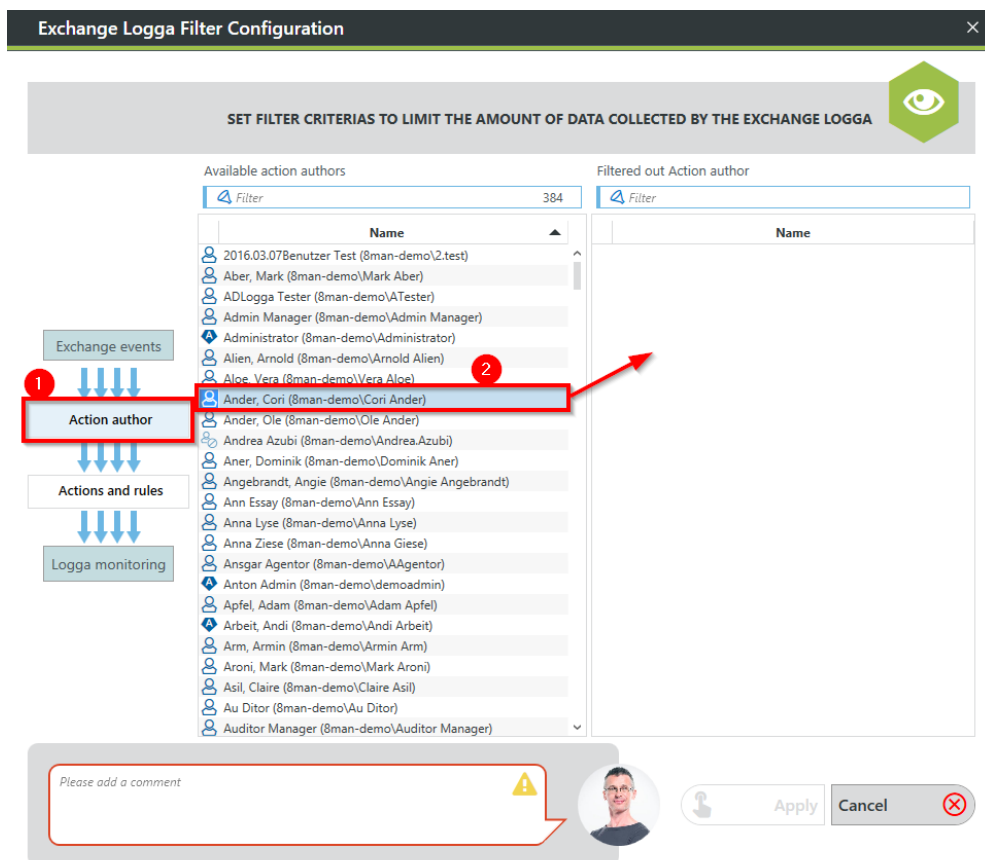 Exchange Logga Filter Configuration
SET FILTER CRITERIAS TO LIMIT THE AMOUNT OF DATA COLLECTED BY THE EXCHANGE LOGGA
Available action authors
Filter 384
Name
2016.03.07Benutzer Test (8man-demo\2.test)
Aber, Mark (8man-demo\Mark Aber)
ADLogga Tester (8man-demo\ATester)
Admin Manager (8man-demo\Admin Manager)
Administrator (8man-demo\Administrator)
Alien, Arnold (8man-demo\Arnold Alien)
Aloe, Vera (8man-demo\Vera Aloe)
Ander, Cori (8man-demo\Cori Ander)
Ander, Ole (8man-demo\Ole Ander)
Andrea Azubi (8man-demo\Andrea.Azubi)
Aner, Dominik (8man-demo\Dominik Aner)
Angebrandt, Angie (8man-demo\Angie Angebrandt)
Ann Essay (8man-demo\Ann Essay)
Anna Lyse (8man-demo\Anna Lyse)
Anna Ziese (8man-demo\Anna Giese)
Ansgar Agentor (8man-demo\AAgentor)
Anton Admin (8man-demo\demoadmin)
Apfel, Adam (8man-demo\Adam Apfel)
Arbeit, Andi (8man-demo\Andi Arbeit)
Arm, Armin (8man-demo\Armin Arm)
Aroni, Mark (8man-demo\Mark Aroni)
Asil, Claire (8man-demo\Claire Asil)
Au Ditor (8man-demo\Au Ditor)
Auditor Manager (8man-demo\Auditor Manager)
Filtered out Action author
Filter
Name
Exchange events
1
Action author
2
Actions and rules
Logga monitoring
Please add a comment
Apply
Cancel